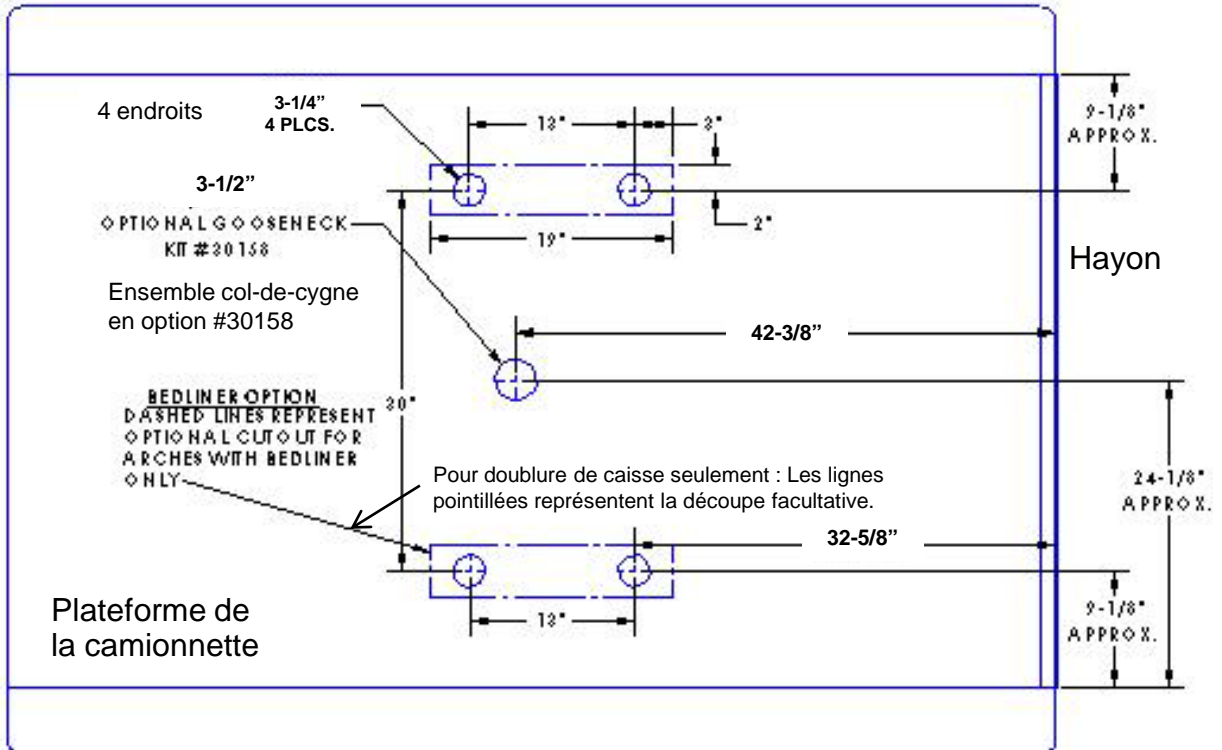 4 endroits
3-1/4”
4 PLCS.
13"
3"
9-1/8"
APPROX.
3-1/2”
OPTIONAL GOOSENECK
KIT #30158
19"
2"
Hayon
Ensemble col-de-cygne
en option #30158
42-3/8”
BEDLINER OPTION
DASHED LINES REPRESENT
OPTIONAL CUTOUT FOR
ARCHES WITH BEDLINER
ONLY
30"
Pour doublure de caisse seulement : Les lignes
pointillées représentent la découpe facultative.
24-1/8"
APPROX.
32-5/8”
Plateforme de
la camionnette
13"
9-1/8"
APPROX.